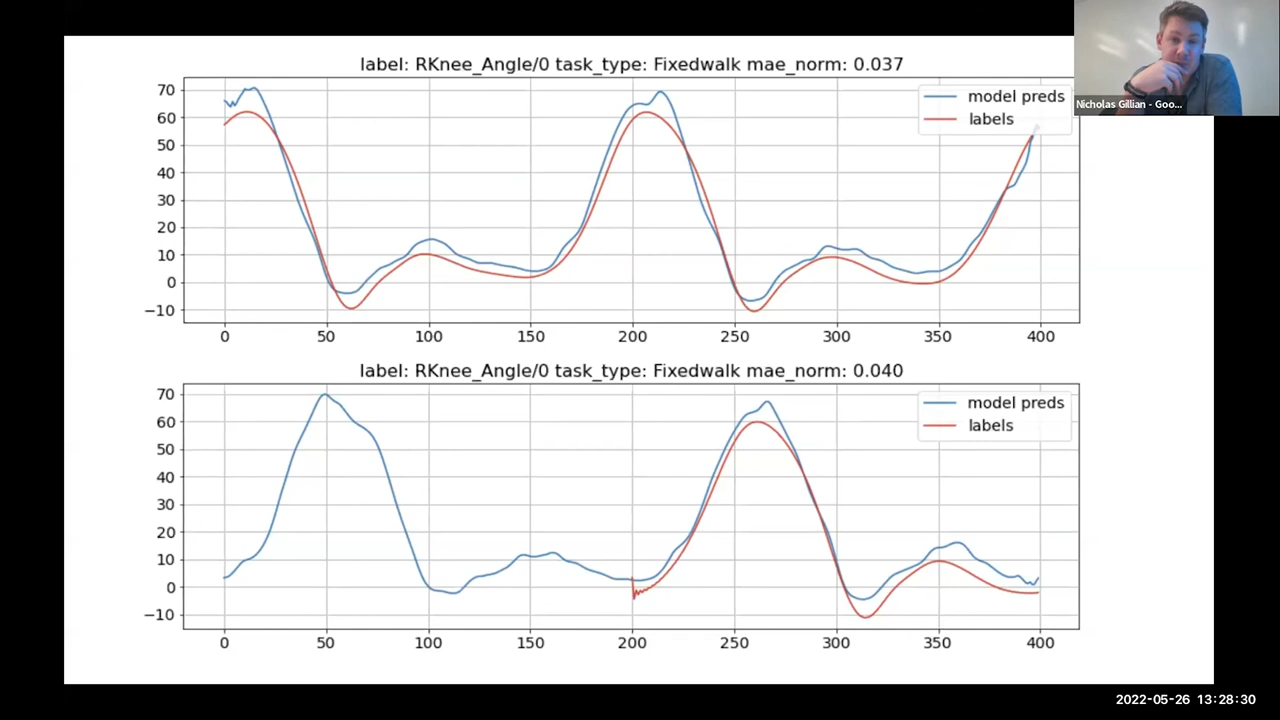 label: RKnee_Angle/0 task_type: Fixedwalk mae_norm: 0.037
70
60
50
40
30
20
10
0
−10
0 50 100 150 200 250 300 350 400
model preds
labels
Nicholas Gillian - Goo...
label: RKnee_Angle/0 task_type: Fixedwalk mae_norm: 0.040
70
60
50
40
30
20
10
0
−10
0 50 100 150 200 250 300 350 400
model preds
labels
2022-05-26 13:28:30